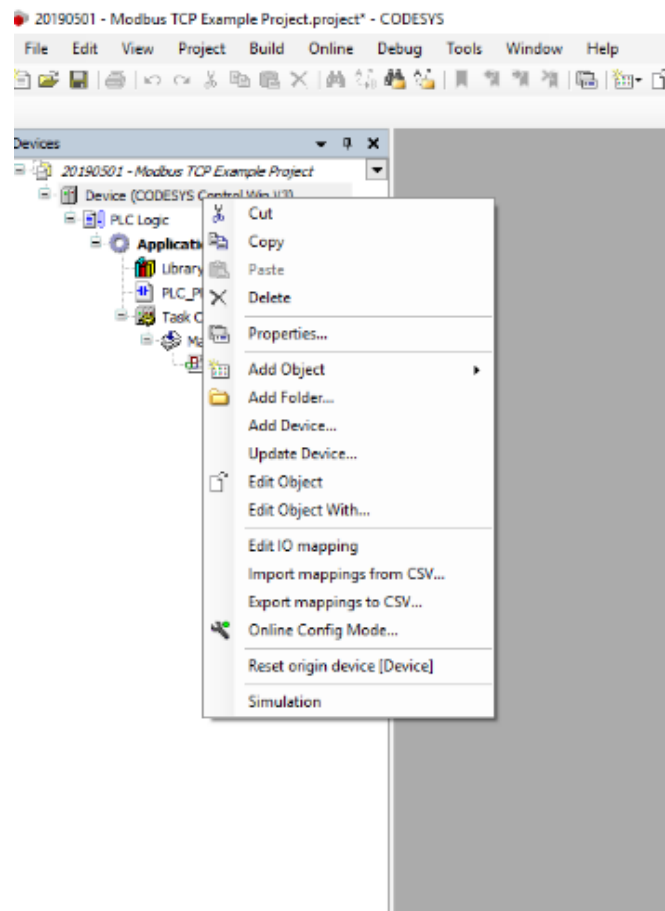 20190501 - Modbus TCP Example Project.project* - CODESYS
File Edit View Project Build Online Debug Tools Window Help
Devices
20190501 - Modbus TCP Example Project
Device (CODESYS Control Win V3)
PLC Logic
Applicati
Library
PLC_P
Task C
Ma
Cut
Copy
Paste
Delete
Properties...
Add Object
Add Folder...
Add Device...
Update Device...
Edit Object
Edit Object With...
Edit IO mapping
Import mappings from CSV...
Export mappings to CSV...
Online Config Mode...
Reset origin device [Device]
Simulation